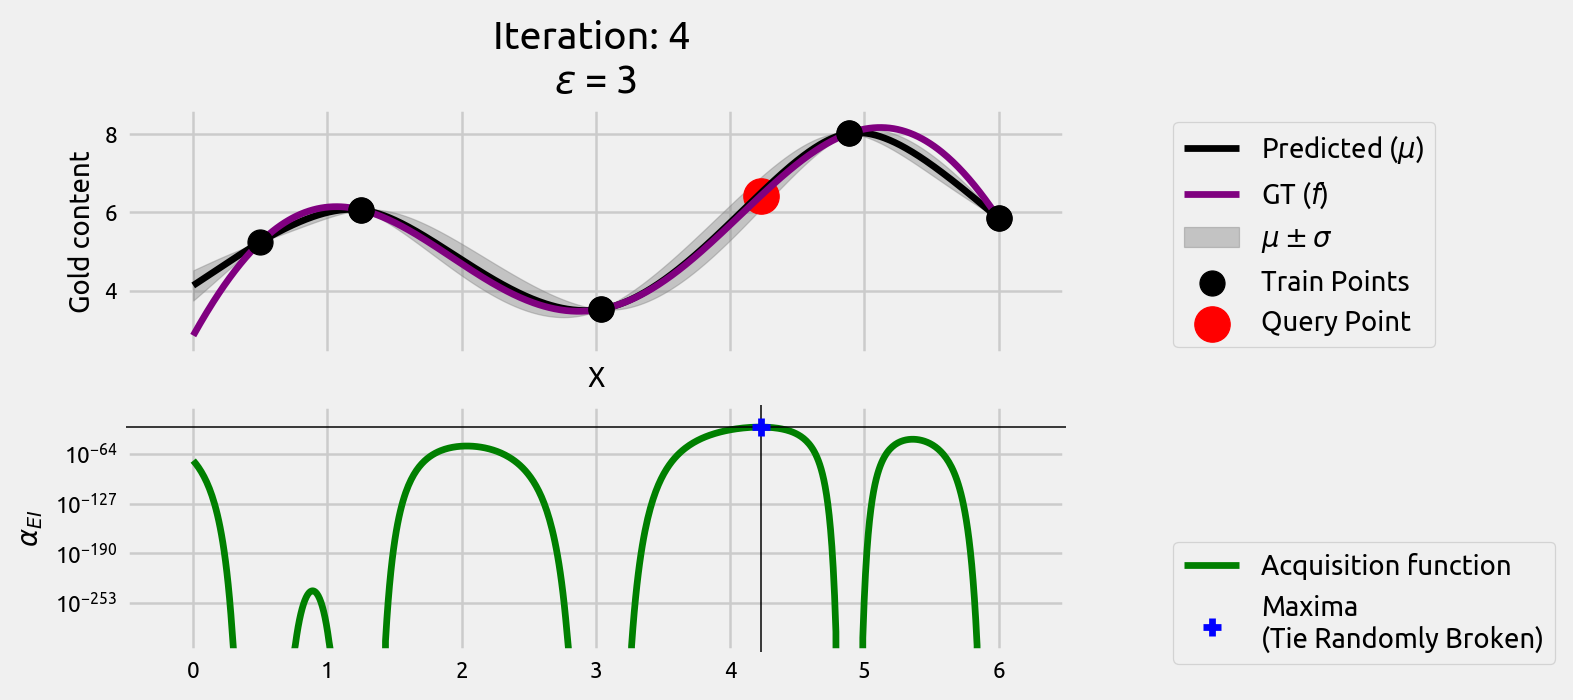 Iteration: 4
ε = 3
Gold content
8
6
4
X
Predicted (μ)
GT (f)
μ ± σ
Train Points
Query Point
α_EI
10⁻⁶⁴
10⁻¹²⁷
10⁻¹⁹⁰
10⁻²⁵³
0 1 2 3 4 5 6
Acquisition function
Maxima
(Tie Randomly Broken)